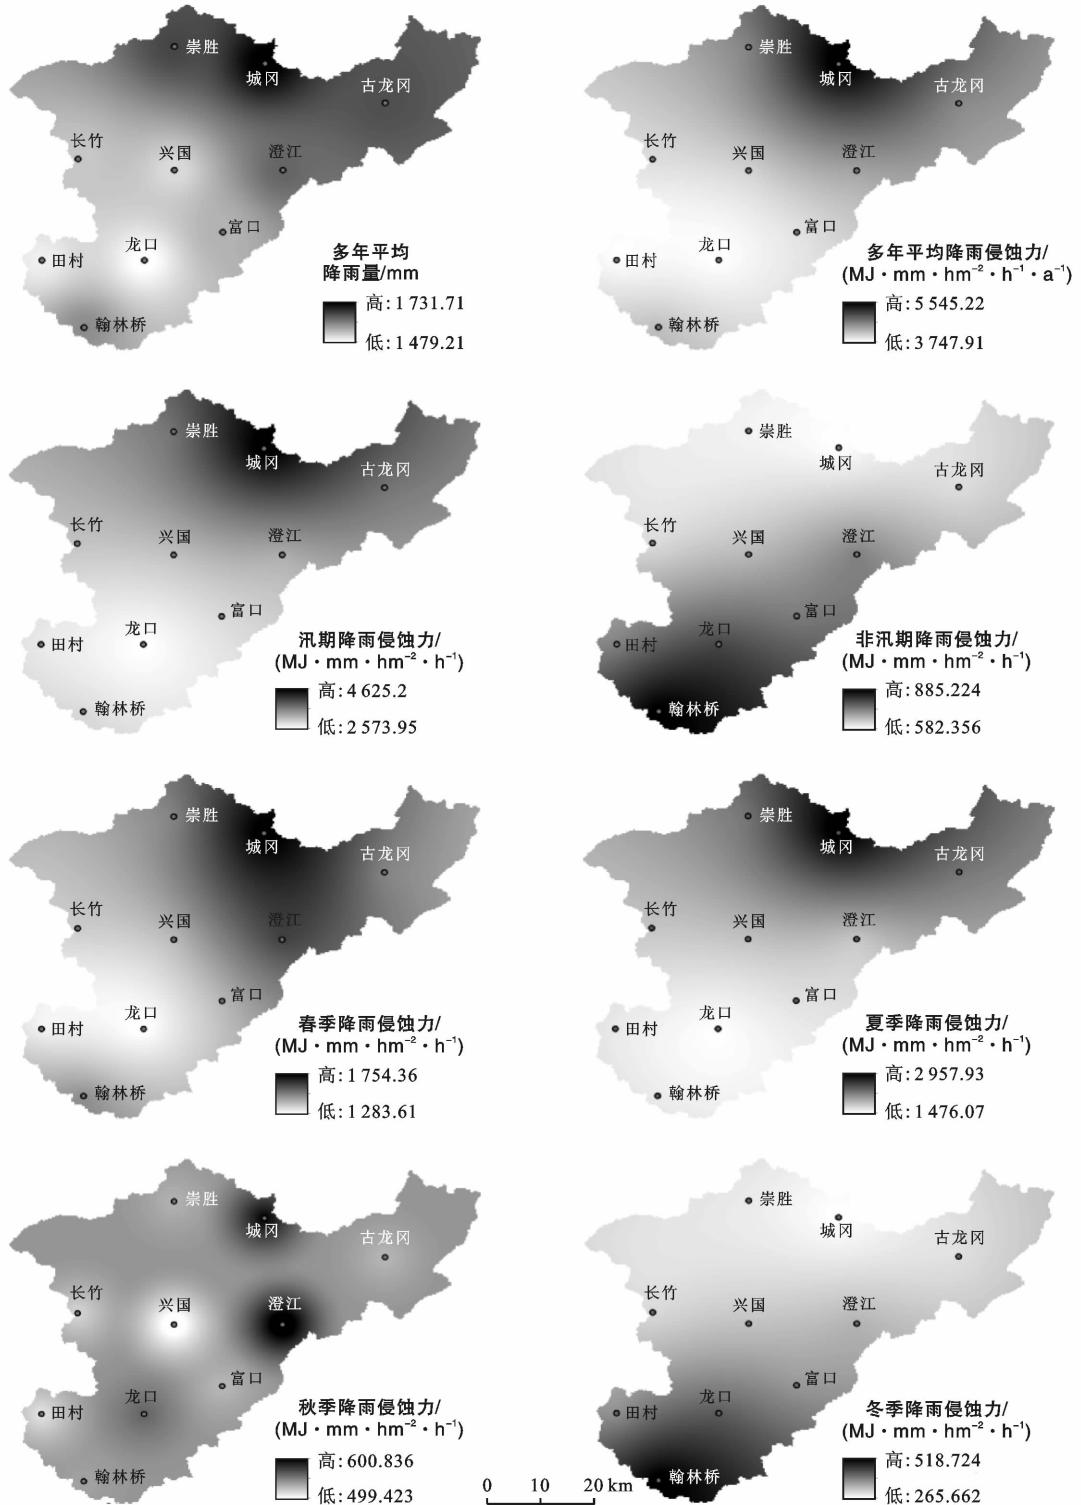 崇胜
城冈
古龙冈
长竹
兴国
澄江
富口
龙口
田村
翰林桥
多年平均
降雨量/mm
高:1 731.71
低:1 479.21
崇胜
城冈
古龙冈
长竹
兴国
澄江
富口
龙口
田村
翰林桥
多年平均降雨侵蚀力/
(MJ·mm·hm⁻²·h⁻¹·a⁻¹)
高:5 545.22
低:3 747.91
崇胜
城冈
古龙冈
长竹
兴国
澄江
富口
龙口
田村
翰林桥
汛期降雨侵蚀力/
(MJ·mm·hm⁻²·h⁻¹)
高:4 625.2
低:2 573.95
崇胜
城冈
古龙冈
长竹
兴国
澄江
富口
龙口
田村
翰林桥
非汛期降雨侵蚀力/
(MJ·mm·hm⁻²·h⁻¹)
高:885.224
低:582.356
崇胜
城冈
古龙冈
长竹
兴国
澄江
富口
龙口
田村
翰林桥
春季降雨侵蚀力/
(MJ·mm·hm⁻²·h⁻¹)
高:1 754.36
低:1 283.61
崇胜
城冈
古龙冈
长竹
兴国
澄江
富口
龙口
田村
翰林桥
夏季降雨侵蚀力/
(MJ·mm·hm⁻²·h⁻¹)
高:2 957.93
低:1 476.07
崇胜
城冈
古龙冈
长竹
兴国
澄江
富口
龙口
田村
翰林桥
秋季降雨侵蚀力/
(MJ·mm·hm⁻²·h⁻¹)
高:600.836
低:499.423
崇胜
城冈
古龙冈
长竹
兴国
澄江
富口
龙口
田村
翰林桥
冬季降雨侵蚀力/
(MJ·mm·hm⁻²·h⁻¹)
高:518.724
低:265.662
0 10 20 km